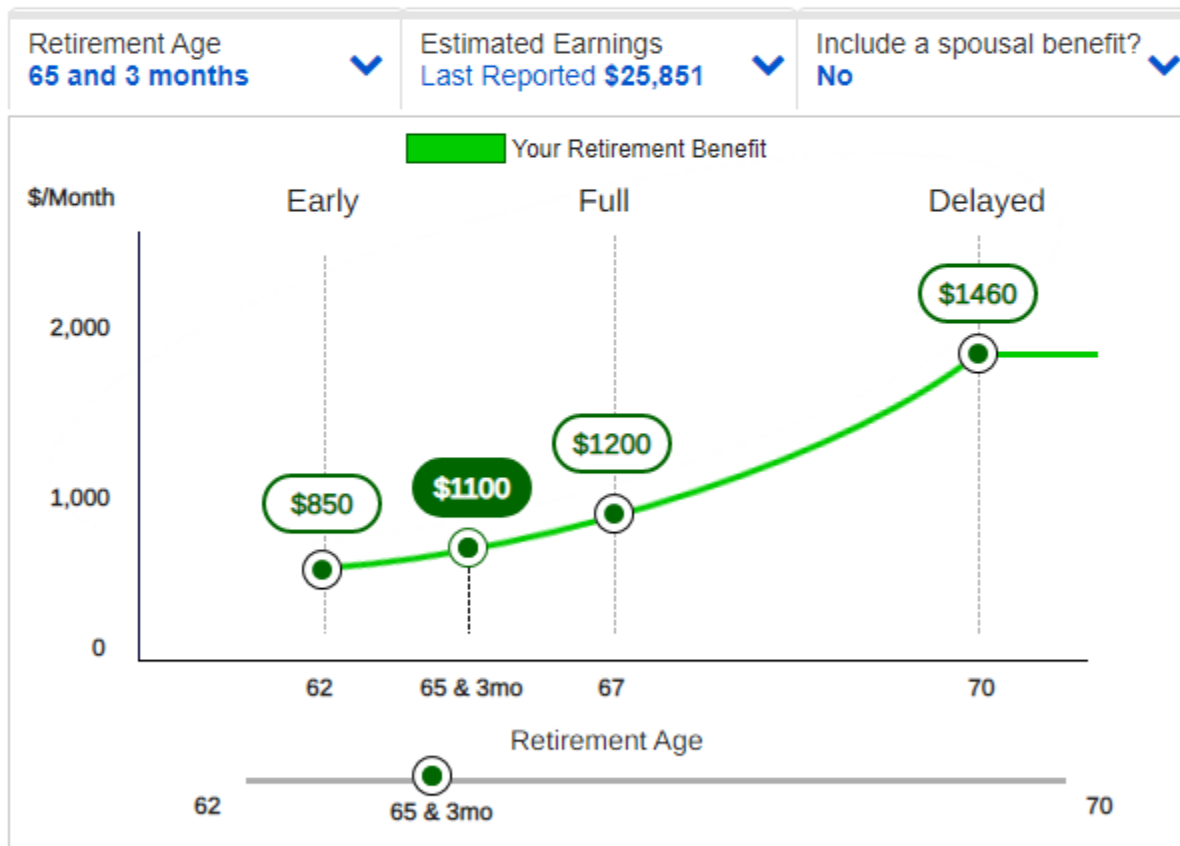 Retirement Age
65 and 3 months
Estimated Earnings
Last Reported $25,851
Include a spousal benefit?
No
Your Retirement Benefit
$/Month
Early
Full
Delayed
2,000
1,000
0
$850
$1100
$1200
$1460
62
65 & 3mo
67
70
Retirement Age
62
65 & 3mo
70